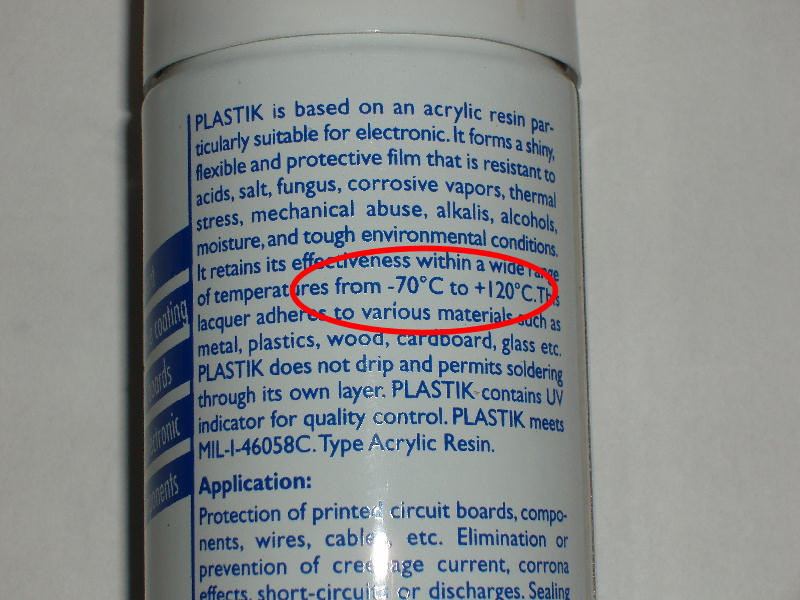 PLASTIK is based on an acrylic resin par-
ticularly suitable for electronic. It forms a shiny,
flexible and protective film that is resistant to
acids, salt, fungus, corrosive vapors, thermal
stress, mechanical abuse, alkalis, alcohols,
moisture, and tough environmental conditions.
It retains its effectiveness within a wide range
of temperatures from -70°C to +120°C. This
lacquer adheres to various materials such as
metal, plastics, wood, cardboard, glass etc.
PLASTIK does not drip and permits soldering
through its own layer. PLASTIK contains UV
indicator for quality control. PLASTIK meets
MIL-I-46058C. Type Acrylic Resin.
Application:
Protection of printed circuit boards, compo-
nents, wires, cables, etc. Elimination or
prevention of creepage current, corona
effects, short-circuits or discharges. Sealing
coating